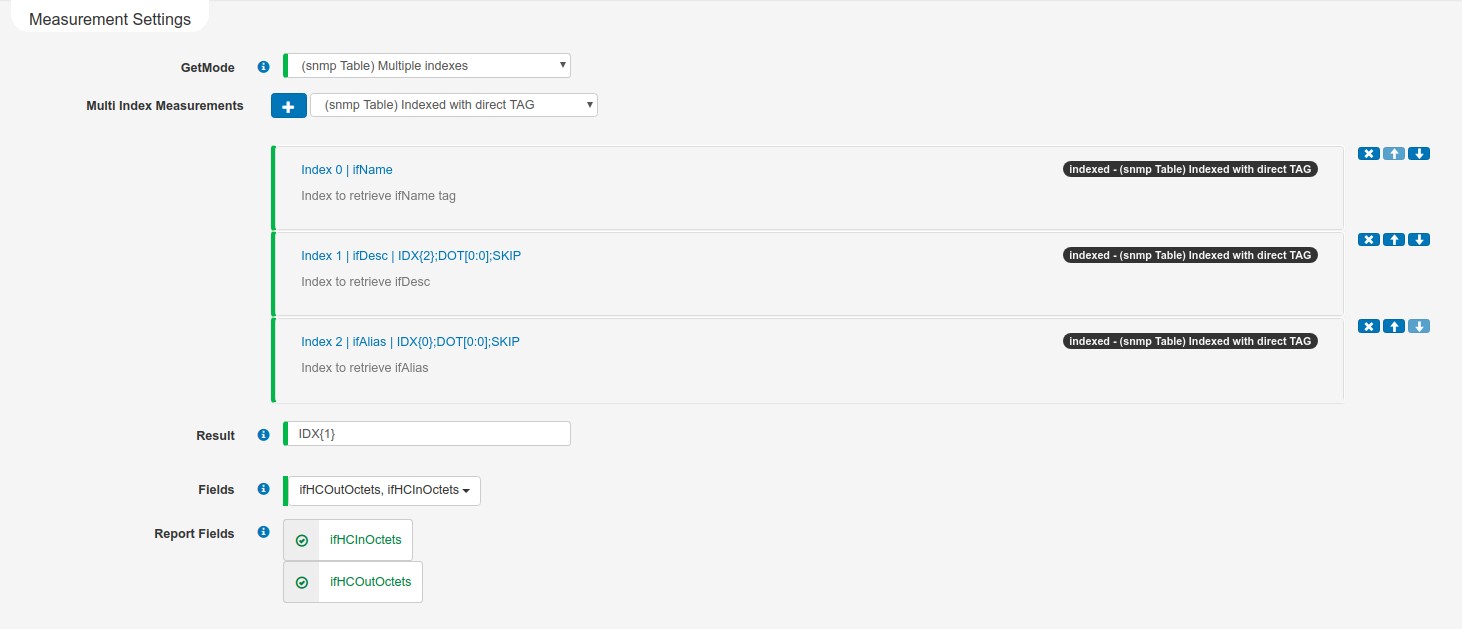 Measurement Settings
GetMode (snmp Table) Multiple indexes
Multi Index Measurements (snmp Table) Indexed with direct TAG
Index 0 | ifName indexed - (snmp Table) Indexed with direct TAG
Index to retrieve ifName tag
Index 1 | ifDesc | IDX{2};DOT[0:0];SKIP indexed - (snmp Table) Indexed with direct TAG
Index to retrieve ifDesc
Index 2 | ifAlias | IDX{0};DOT[0:0];SKIP indexed - (snmp Table) Indexed with direct TAG
Index to retrieve ifAlias
Result IDX{1}
Fields ifHCOutOctets, ifHCInOctets
Report Fields ifHCInOctets
ifHCOutOctets